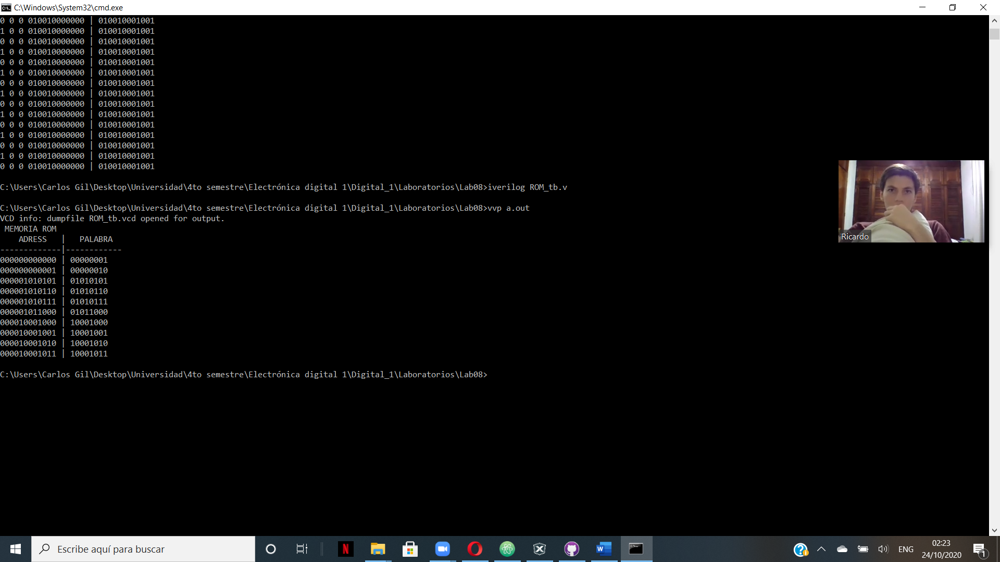 C:\Windows\System32\cmd.exe
0 0 0 010010000000 | 010010001001
1 0 0 010010000000 | 010010001001
0 0 0 010010000000 | 010010001001
1 0 0 010010000000 | 010010001001
0 0 0 010010000000 | 010010001001
1 0 0 010010000000 | 010010001001
0 0 0 010010000000 | 010010001001
1 0 0 010010000000 | 010010001001
0 0 0 010010000000 | 010010001001
1 0 0 010010000000 | 010010001001
0 0 0 010010000000 | 010010001001
1 0 0 010010000000 | 010010001001
0 0 0 010010000000 | 010010001001
1 0 0 010010000000 | 010010001001
0 0 0 010010000000 | 010010001001
C:\Users\Carlos Gil\Desktop\Universidad\4to semestre\Electrónica digital 1\Digital_1\Laboratorios\Lab08>iverilog ROM_tb.v
C:\Users\Carlos Gil\Desktop\Universidad\4to semestre\Electrónica digital 1\Digital_1\Laboratorios\Lab08>vvp a.out
VCD info: dumpfile ROM_tb.vcd opened for output.
MEMORIA ROM
ADRESS | PALABRA
-------------|------------
000000000000 | 00000001
000000000001 | 00000010
000001010101 | 01010101
000001010110 | 01010110
000001010111 | 01010111
000001011000 | 01011000
000010001000 | 10001000
000010001001 | 10001001
000010001010 | 10001010
000010001011 | 10001011
C:\Users\Carlos Gil\Desktop\Universidad\4to semestre\Electrónica digital 1\Digital_1\Laboratorios\Lab08>
Ricardo
Escribe aquí para buscar
ENG
02:23
24/10/2020
1